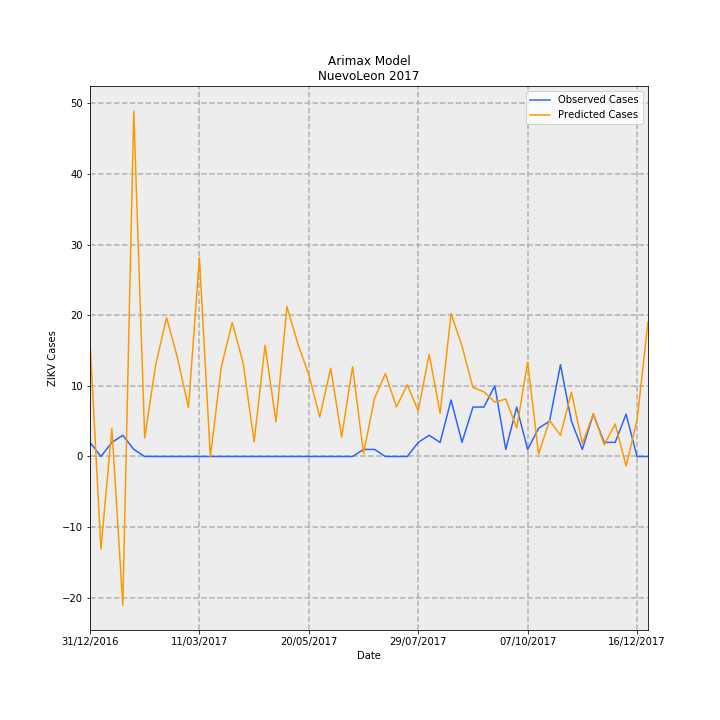 Arimax Model
NuevoLeon 2017
Observed Cases
Predicted Cases
50
40
30
20
10
0
−10
−20
ZIKV Cases
31/12/2016 11/03/2017 20/05/2017 29/07/2017 07/10/2017 16/12/2017
Date